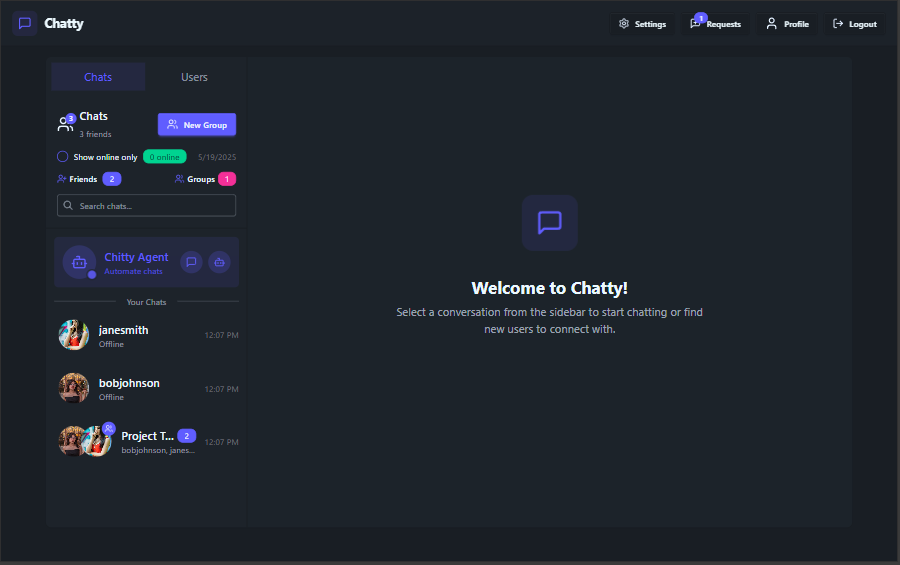 Chatty
Settings
1
Requests
Profile
Logout
Chats
Users
3
Chats
3 friends
New Group
Show online only
0 online
5/19/2025
Friends
2
Groups
1
Search chats...
Chitty Agent
Automate chats
Your Chats
janesmith
12:07 PM
Offline
bobjohnson
12:07 PM
Offline
Project T...
2
12:07 PM
bobjohnson, janes...
Welcome to Chatty!
Select a conversation from the sidebar to start chatting or find
new users to connect with.